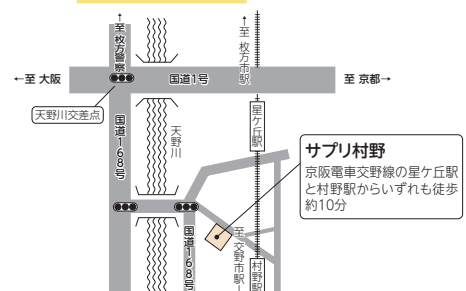 ↑至 枚方警察
↑至 枚方市駅
←至 大阪
国道1号
至 京都→
天野川交差点
国道168号
天野川
星ケ丘駅
サプリ村野
京阪電車交野線の星ケ丘駅
と村野駅からいずれも徒歩
約10分
国道168号
至 交野市駅
村野駅